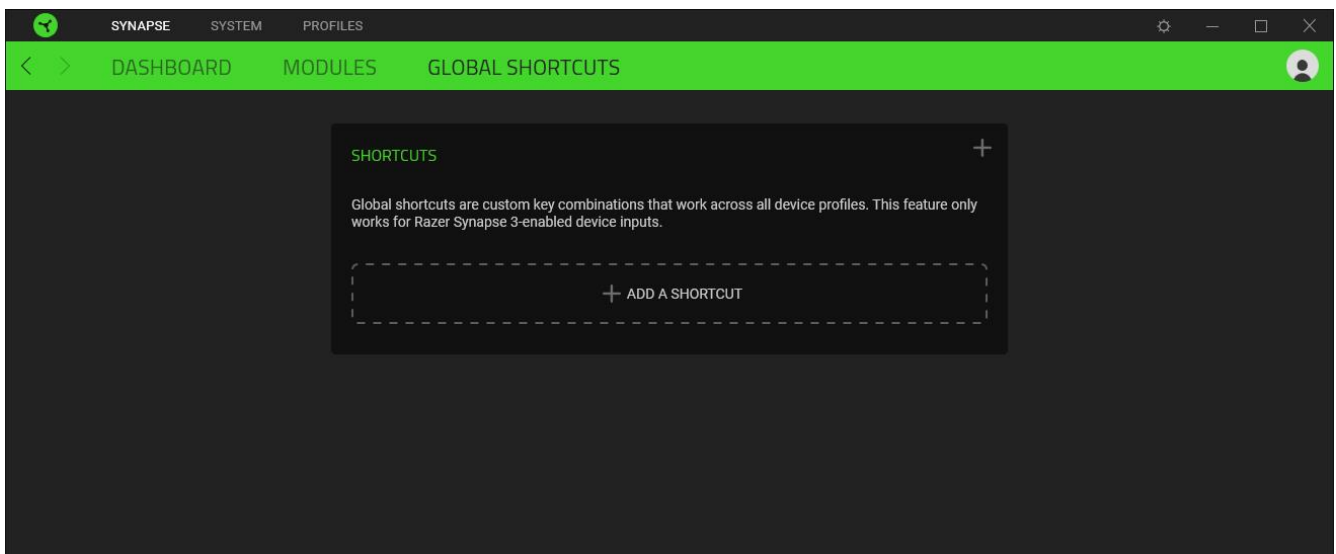 SYNAPSE SYSTEM PROFILES
DASHBOARD MODULES GLOBAL SHORTCUTS
SHORTCUTS
Global shortcuts are custom key combinations that work across all device profiles. This feature only
works for Razer Synapse 3-enabled device inputs.
ADD A SHORTCUT